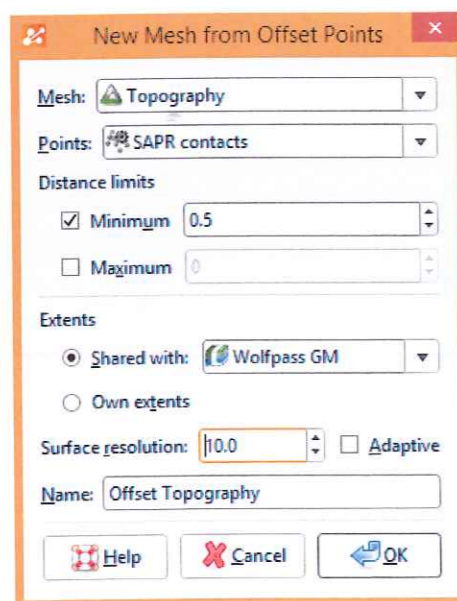 New Mesh from Offset Points
Mesh: Topography
Points: SAPR contacts
Distance limits
Minimum 0.5
Maximum 0
Extents
Shared with: Wolfpass GM
Own extents
Surface resolution: 10.0 Adaptive
Name: Offset Topography
Help Cancel OK